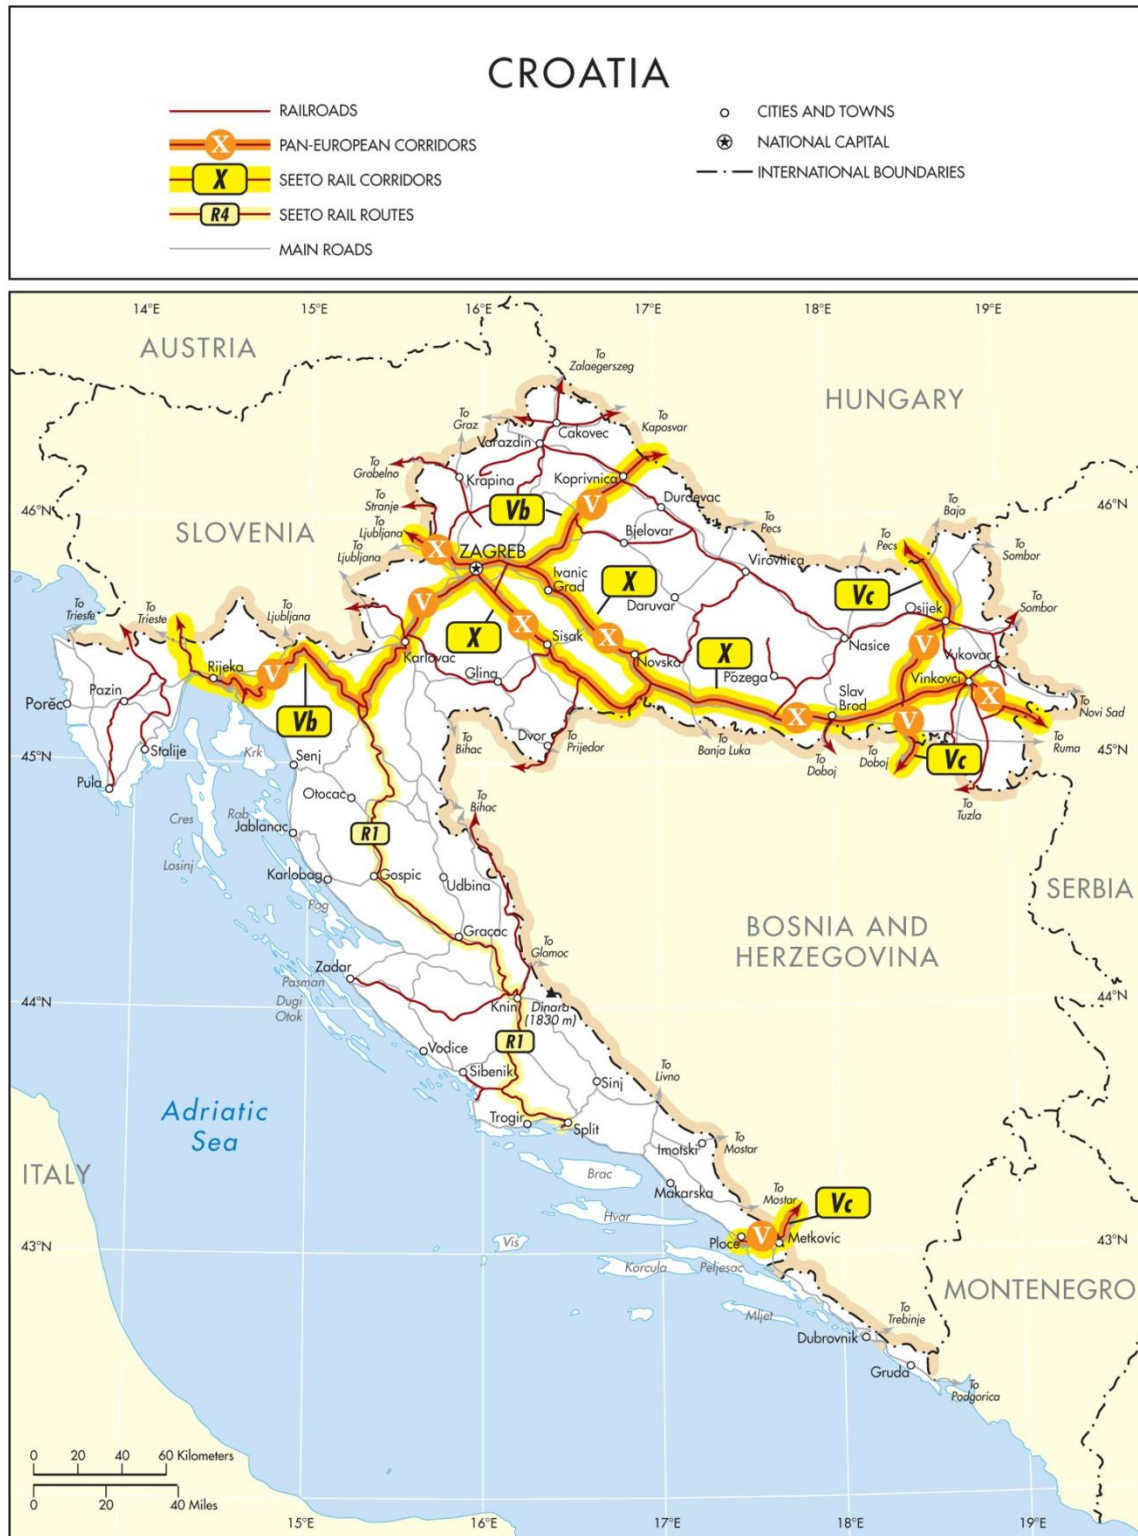 CROATIA
RAILROADS
X
PAN-EUROPEAN CORRIDORS
X
SEETO RAIL CORRIDORS
R4
SEETO RAIL ROUTES
MAIN ROADS
CITIES AND TOWNS
NATIONAL CAPITAL
INTERNATIONAL BOUNDARIES
14°E
15°E
16°E
17°E
18°E
19°E
AUSTRIA
To
Zalaegerszeg
HUNGARY
To
Graz
To
Kaposvar
Cakovec
Varazdin
To
Grobelno
Krapina
Koprivnica
To
Stranje
Vb
V
Durdevac
46°N
46°N
To
Baja
SLOVENIA
To
Ljubljana
To
Ljubljana
X
ZAGREB
Bjelovar
To
Pecs
To
Pecs
To
Sombor
Ivanic
Grad
X
Virovitica
Daruvar
Vc
Osijek
To
Sombor
To
Trieste
To
Trieste
To
Ljubljana
V
X
X
Sisak
X
X
V
Nasice
Vukovar
Karlovac
Novska
Rijeka
V
Glina
Põzega
Vinkovci
Pazin
Slav
Brod
X
Porĕc
Vb
X
V
To
Novi Sad
Dvor
To
Prijedor
To
Banja Luka
To
Doboj
To
Doboj
Vc
To
Ruma
Stalije
Krk
Senj
To
Bihac
45°N
45°N
Pula
Otocac
To
Bihac
To
Tuzla
Cres
Rab
Jablanac
R1
Losinj
Karlobag
Gospic
Udbina
SERBIA
Pag
Gracac
BOSNIA AND
HERZEGOVINA
To
Glamoc
Zadar
Pasman
Dugi
Otok
44°N
44°N
Knin
Dinara
(1830 m)
R1
Vodice
Sibenik
Sinj
To
Livno
Adriatic
Sea
Trogir
Split
To
Mostar
Imotski
ITALY
Brac
Makarska
To
Mostar
Vc
Hvar
Vis
Ploce
V
Metkovic
43°N
43°N
Korcula
Peljesac
MONTENEGRO
Mljet
To
Trebinje
Dubrovnik
Gruda
To
Podgorica
0 20 40 60 Kilometers
0 20 40 Miles
15°E
16°E
17°E
18°E
19°E